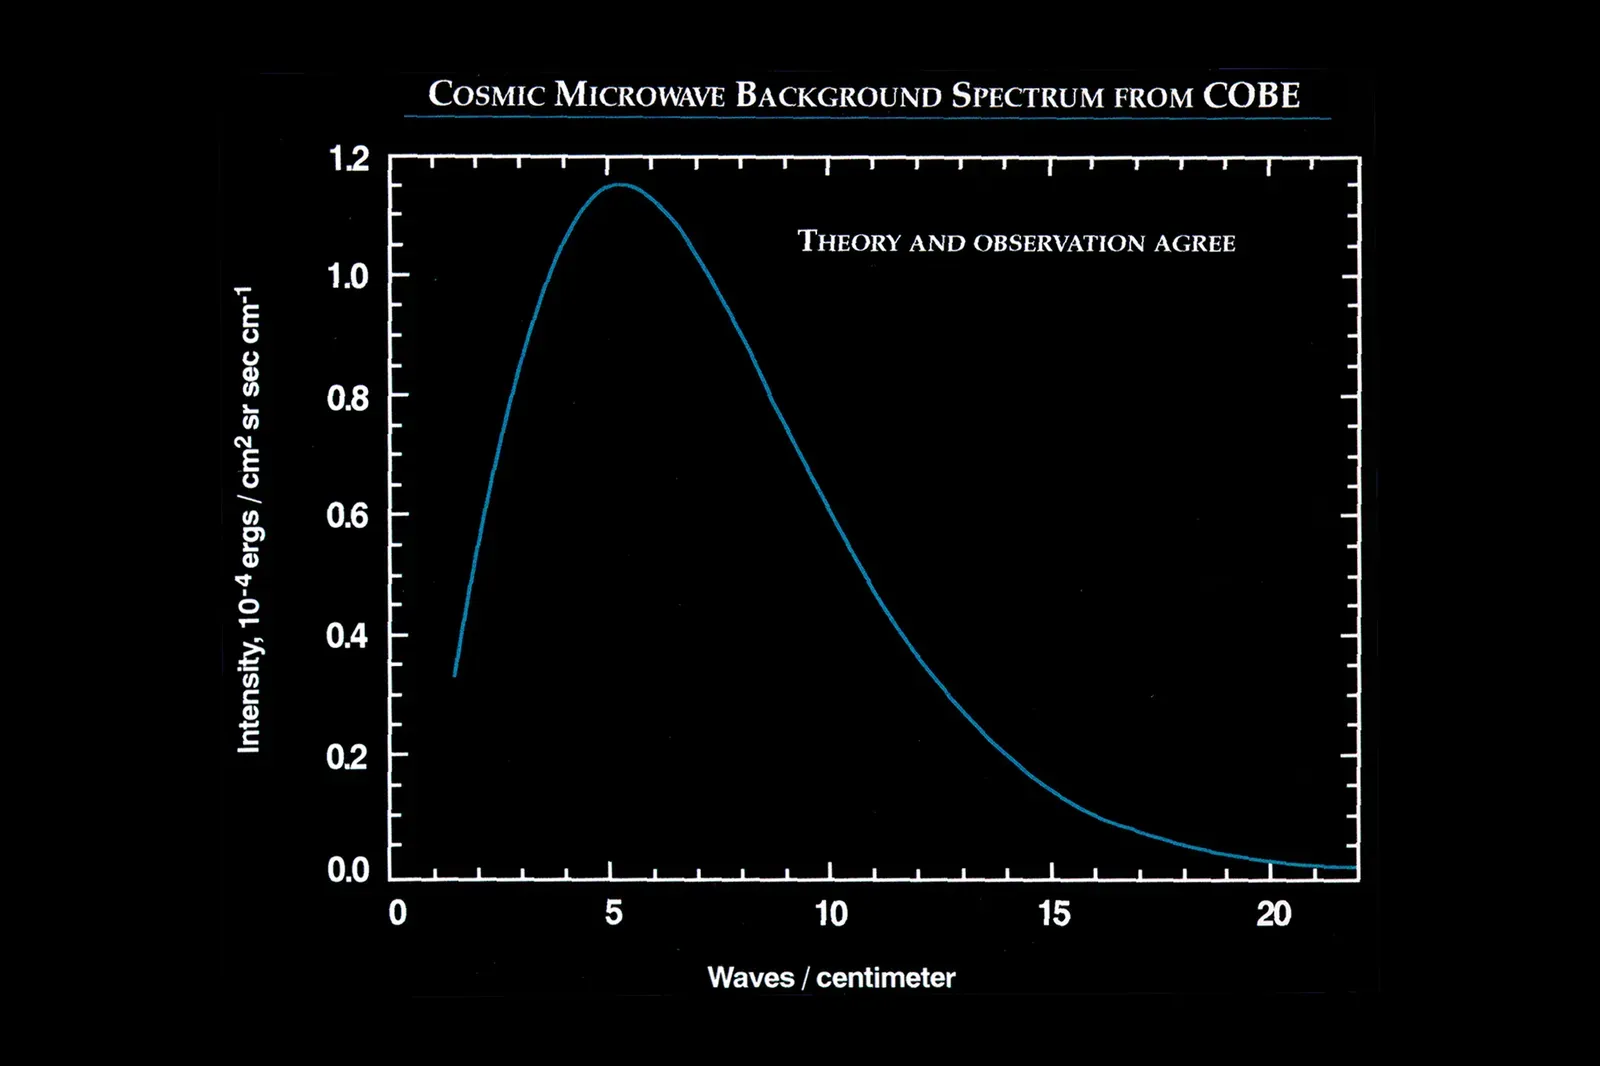 COSMIC MICROWAVE BACKGROUND SPECTRUM FROM COBE
THEORY AND OBSERVATION AGREE
Intensity, 10⁻⁴ ergs / cm² sr sec cm⁻¹
1.2
1.0
0.8
0.6
0.4
0.2
0.0
0 5 10 15 20
Waves / centimeter